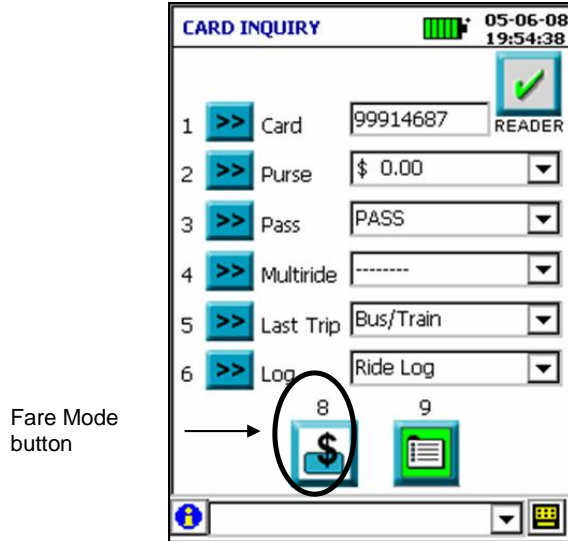 CARD INQUIRY
05-06-08
19:54:38
READER
1 >> Card 99914687
2 >> Purse $ 0.00
3 >> Pass PASS
4 >> Multiride --------
5 >> Last Trip Bus/Train
6 >> Log Ride Log
8 9
Fare Mode
button
$
i